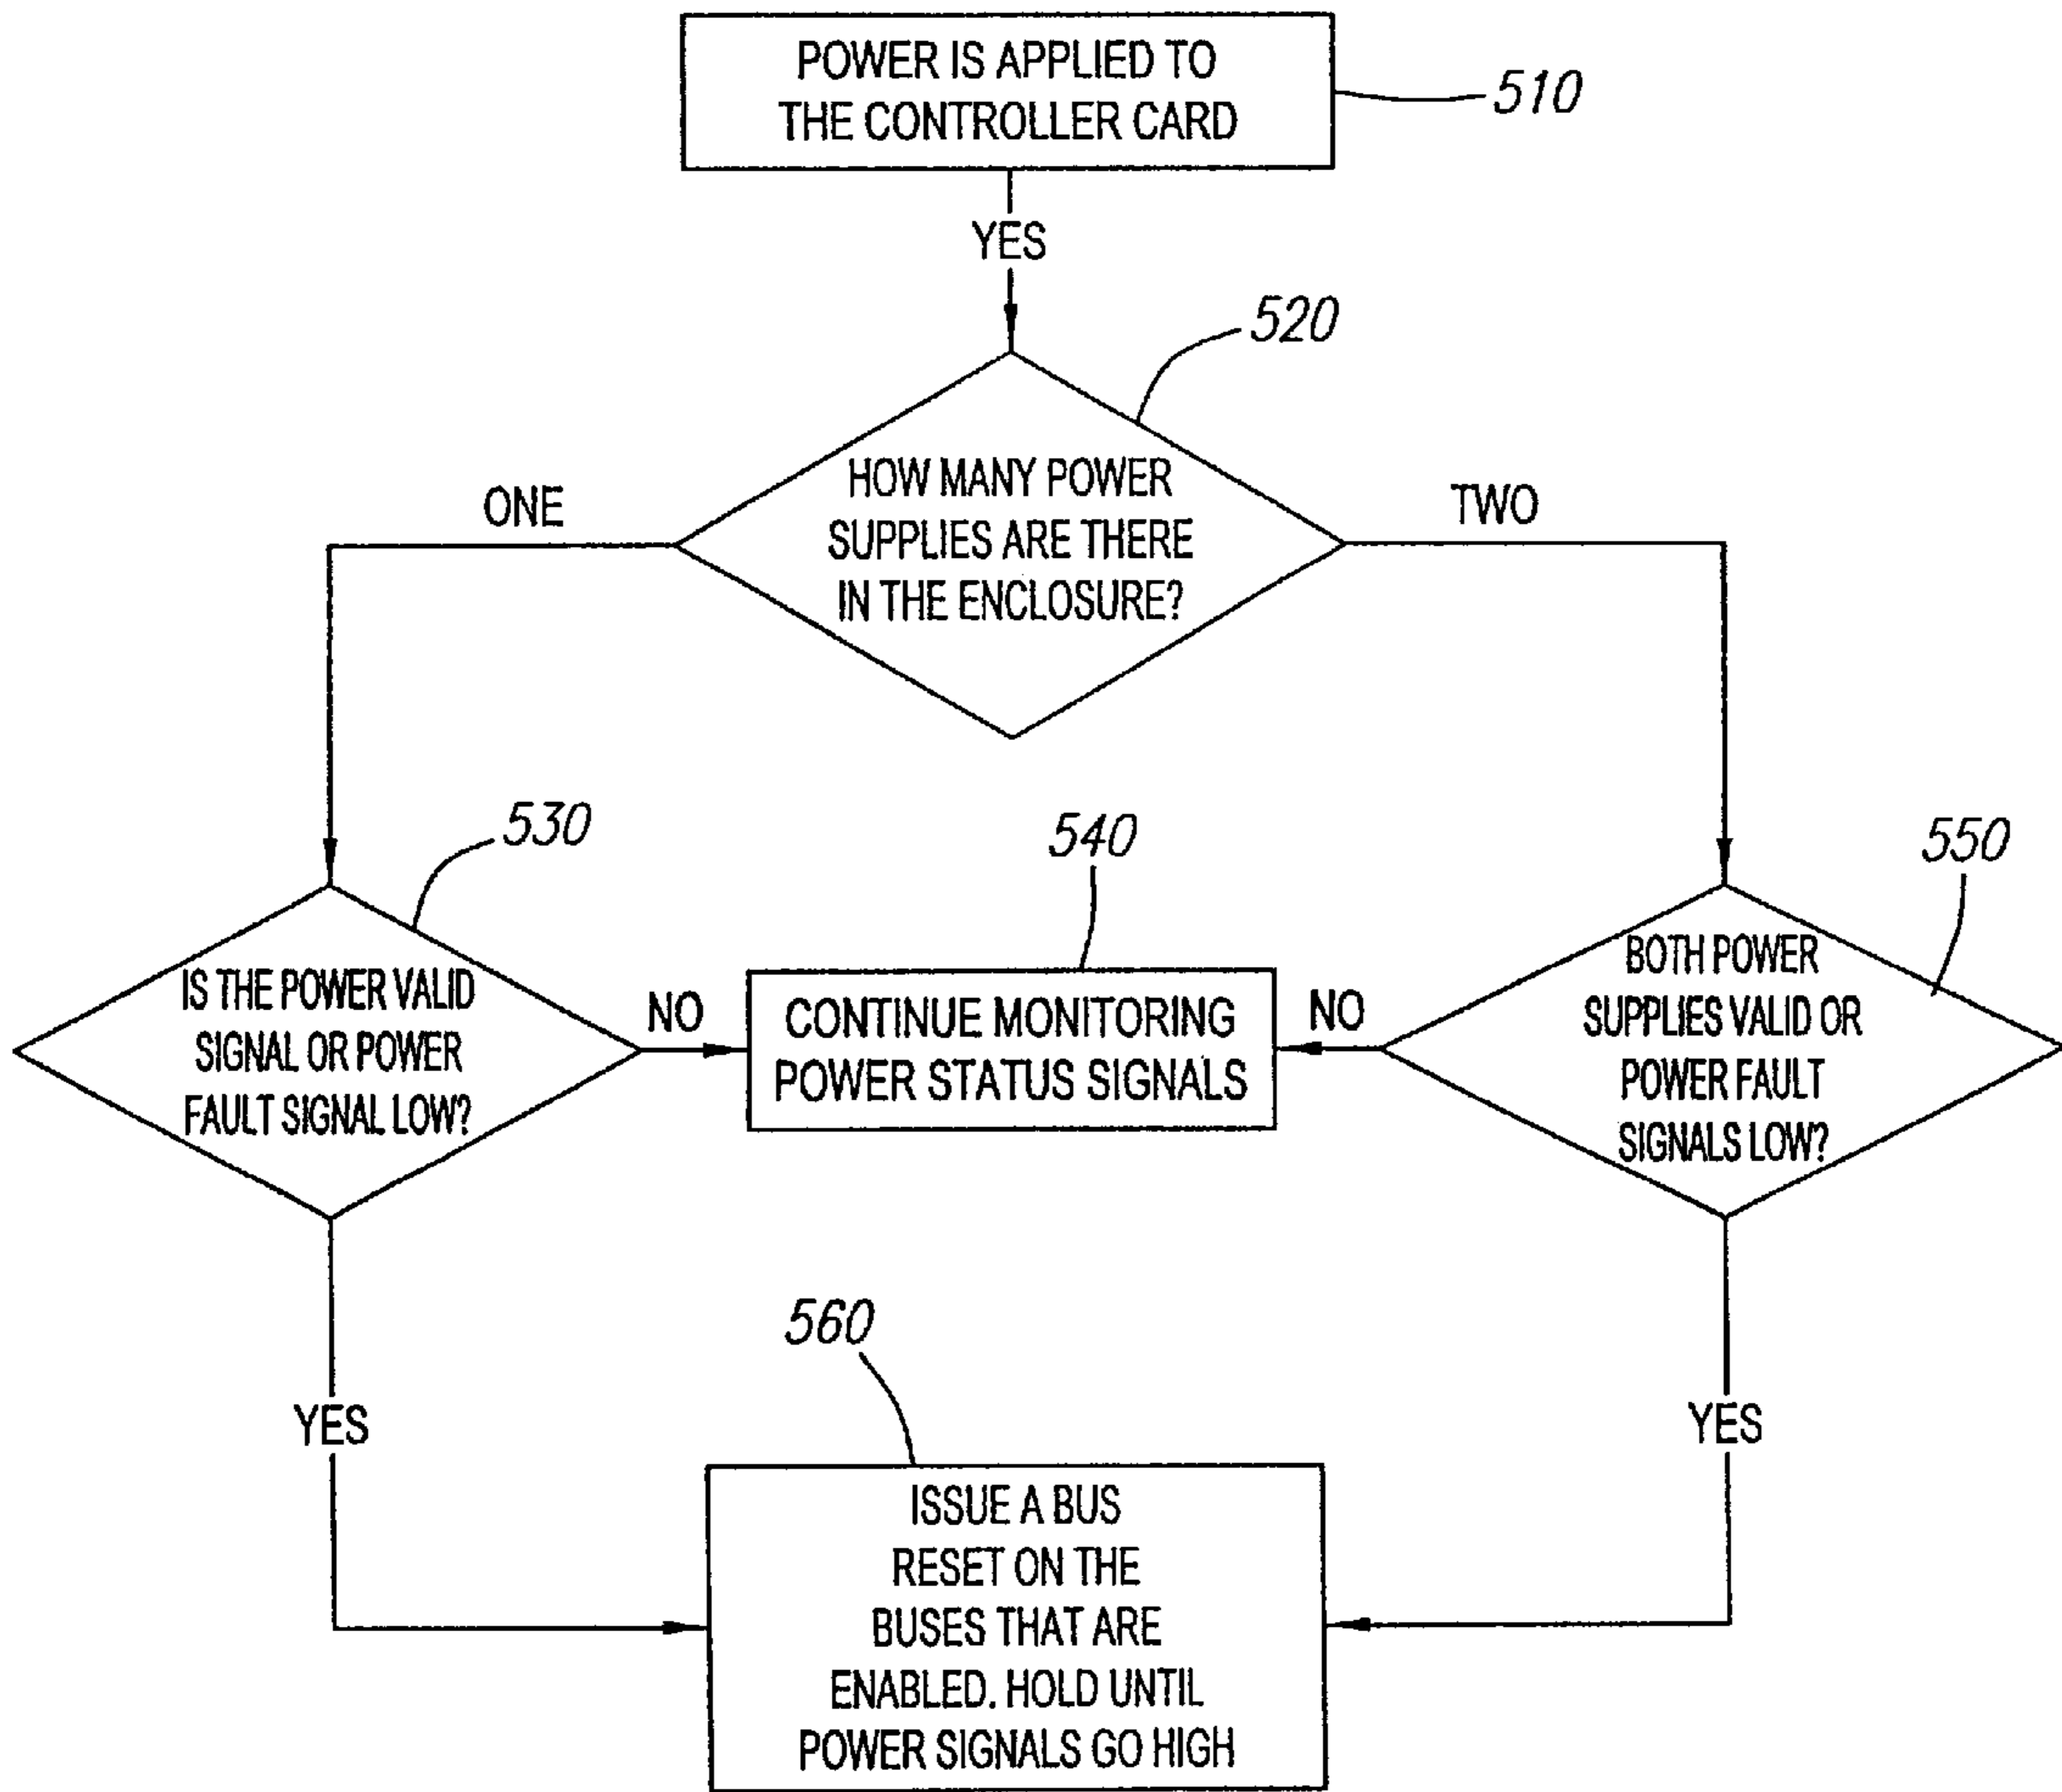 POWER IS APPLIED TO
THE CONTROLLER CARD
510
YES
520
HOW MANY POWER
SUPPLIES ARE THERE
IN THE ENCLOSURE?
ONE
TWO
530
IS THE POWER VALID
SIGNAL OR POWER
FAULT SIGNAL LOW?
NO
540
CONTINUE MONITORING
POWER STATUS SIGNALS
NO
550
BOTH POWER
SUPPLIES VALID OR
POWER FAULT
SIGNALS LOW?
YES
YES
560
ISSUE A BUS
RESET ON THE
BUSES THAT ARE
ENABLED. HOLD UNTIL
POWER SIGNALS GO HIGH